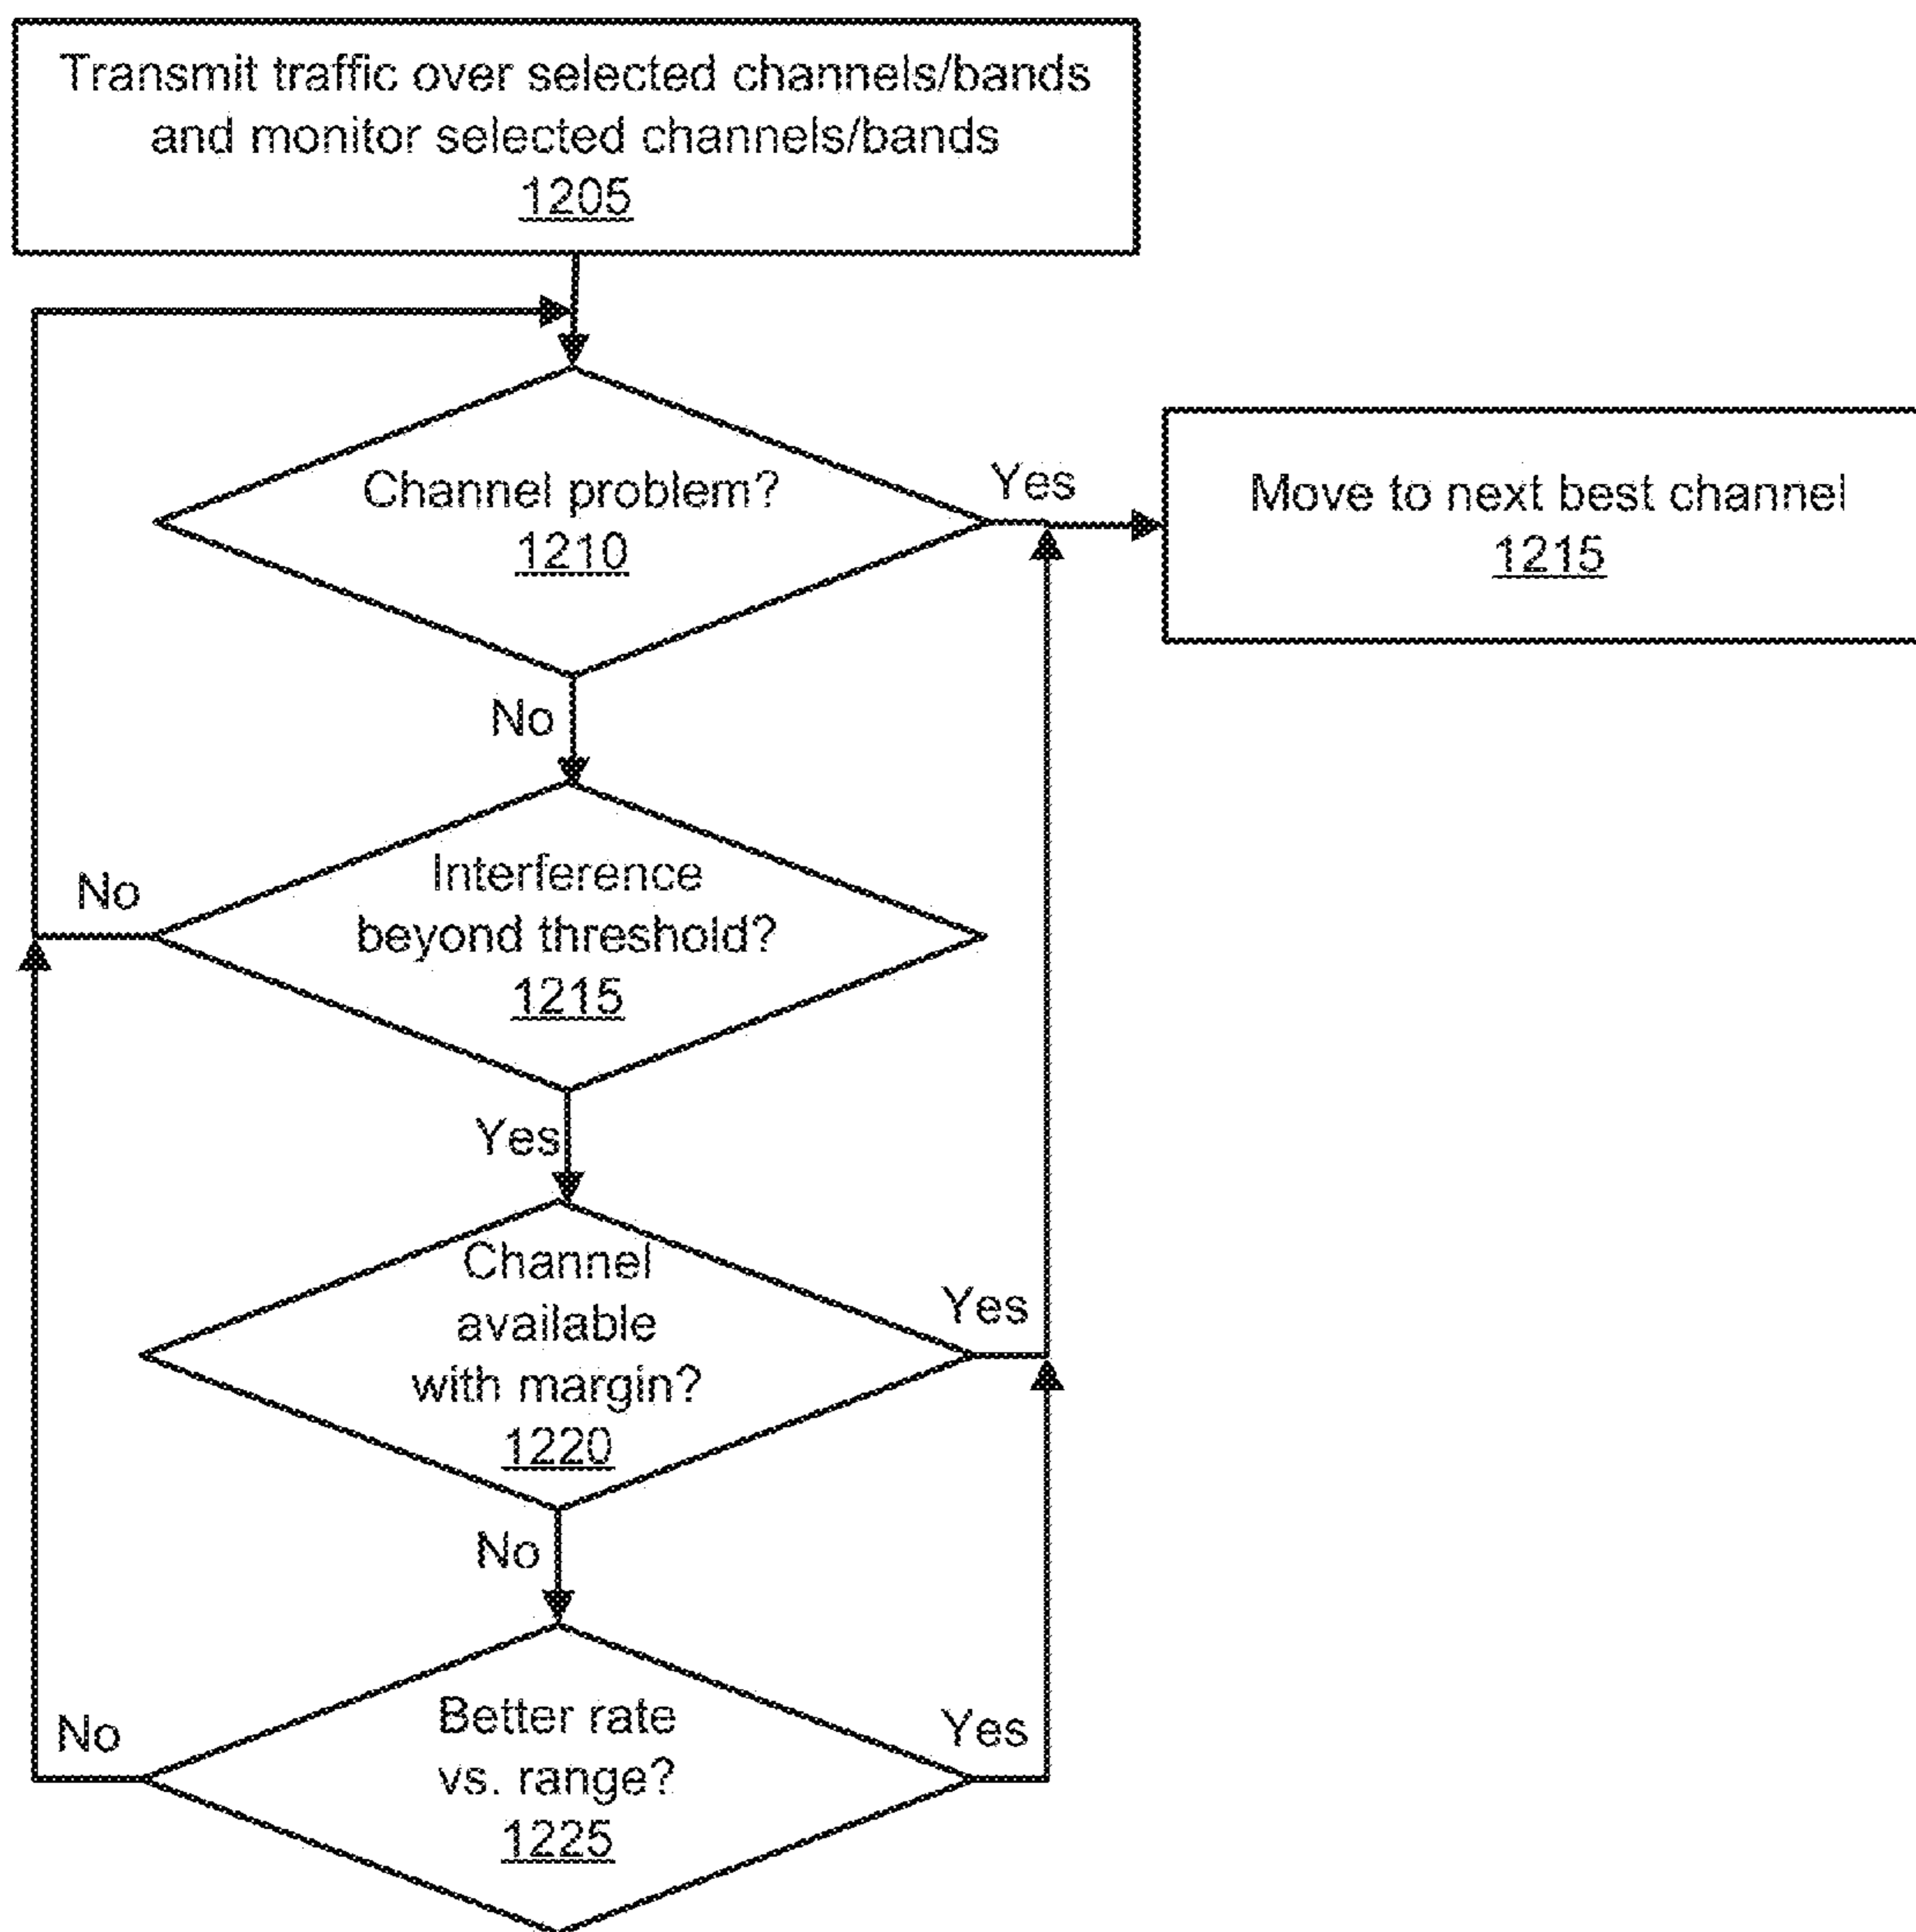 Transmit traffic over selected channels/bands
and monitor selected channels/bands
1205
Channel problem?
1210
Yes
Move to next best channel
1215
No
Interference
beyond threshold?
1215
No
Yes
Channel
available
with margin?
1220
Yes
No
Better rate
vs. range?
1225
No
Yes